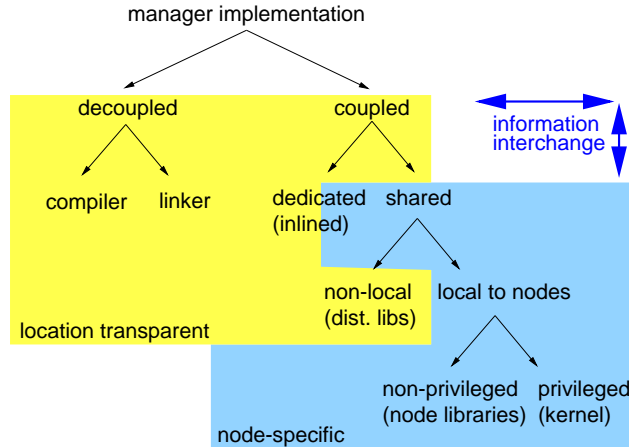 manager implementation
decoupled
coupled
information
interchange
compiler
linker
dedicated
(inlined)
shared
non-local
(dist. libs)
local to nodes
location transparent
non-privileged
(node libraries)
privileged
(kernel)
node-specific